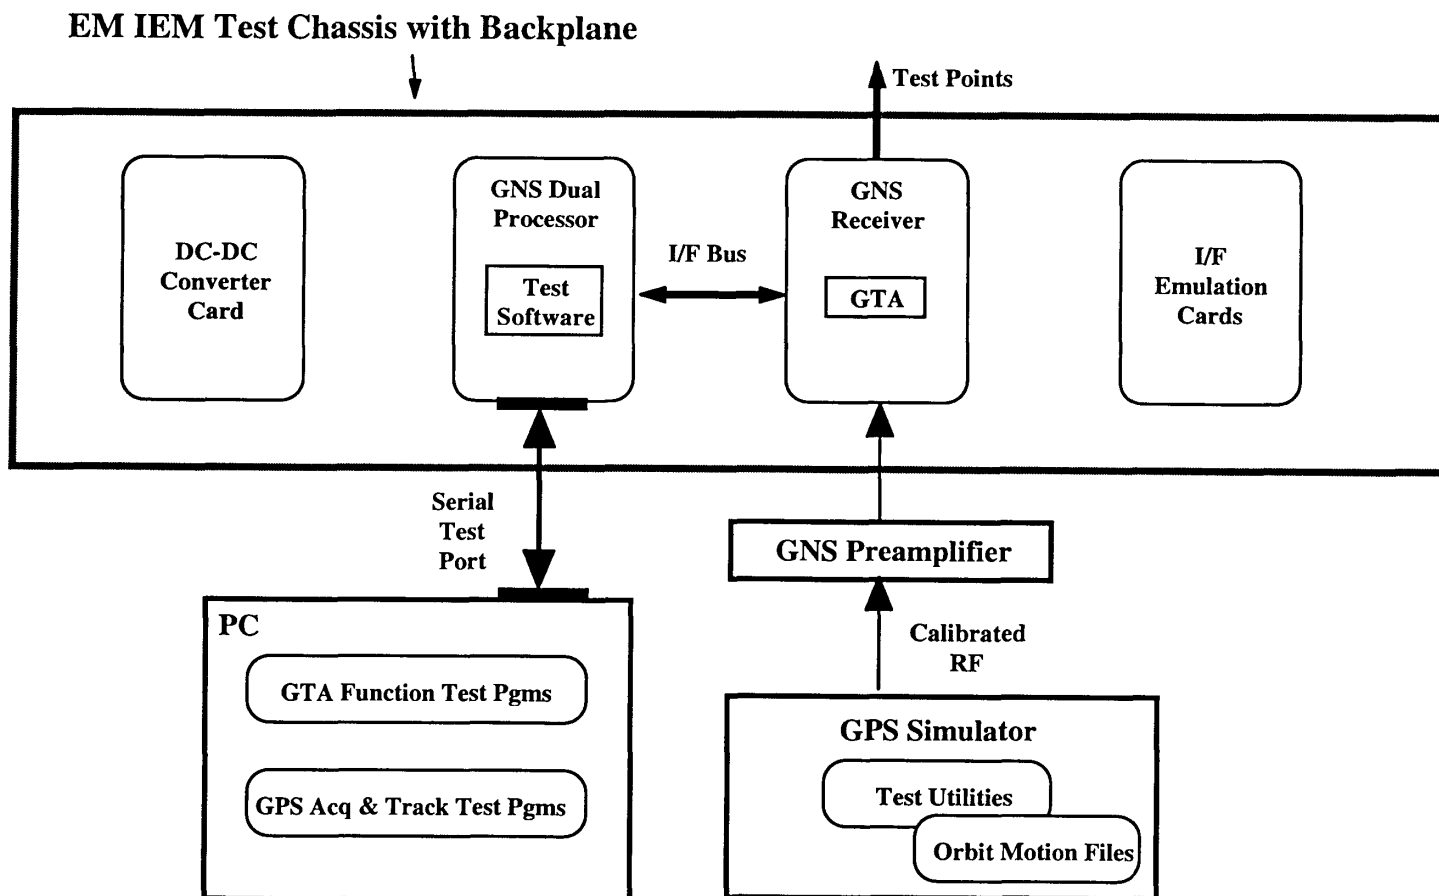 EM IEM Test Chassis with Backplane
Test Points
DC-DC
Converter
Card
GNS Dual
Processor
Test
Software
I/F Bus
GNS
Receiver
GTA
I/F
Emulation
Cards
Serial
Test
Port
GNS Preamplifier
Calibrated
RF
PC
GTA Function Test Pgms
GPS Acq & Track Test Pgms
GPS Simulator
Test Utilities
Orbit Motion Files